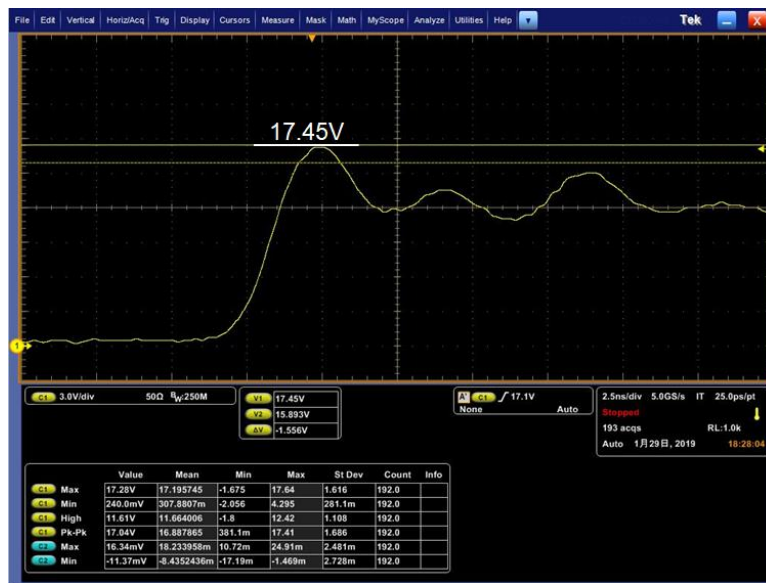 File Edit Vertical Horiz/Acq Trig Display Cursors Measure Mask Math MyScope Analyze Utilities Help Tek X
17.45V
1
C1 3.0V/div 50Ω BW:250M
V1 17.45V
V2 15.893V
ΔV -1.556V
A' C1 17.1V
None Auto
2.5ns/div 5.0GS/s IT 25.0ps/pt
Stopped
193 acqs RL:1.0k
Auto 1月29日, 2019 18:28:04
Value Mean Min Max St Dev Count Info
C1 Max 17.28V 17.195745 -1.675 17.64 1.616 192.0
C1 Min 240.0mV 307.8807m -2.056 4.295 281.1m 192.0
C1 High 11.61V 11.664006 -1.8 12.42 1.108 192.0
C1 Pk-Pk 17.04V 16.887865 381.1m 17.41 1.686 192.0
C2 Max 16.34mV 18.233958m 10.72m 24.91m 2.481m 192.0
C2 Min -11.37mV -8.4352436m -17.19m -1.469m 2.728m 192.0